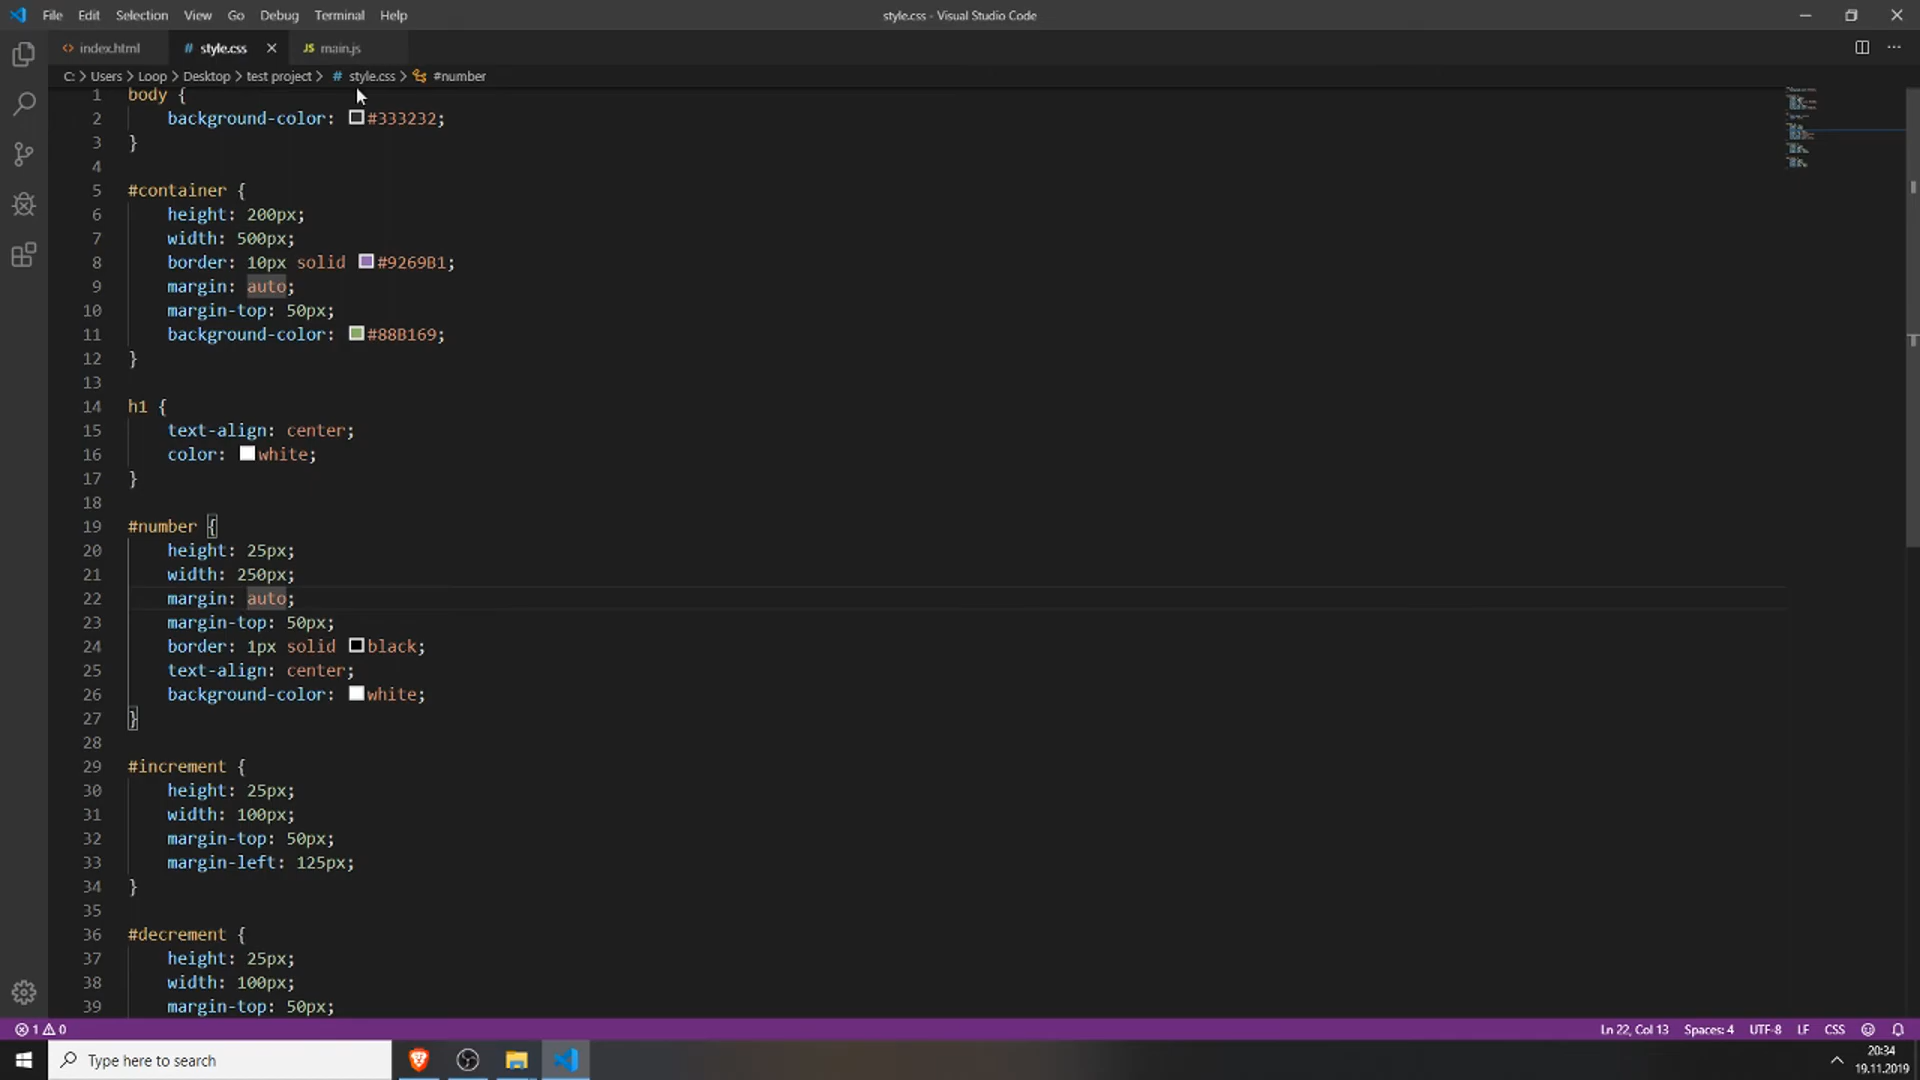 File Edit Selection View Go Debug Terminal Help
style.css - Visual Studio Code
index.html # style.css JS main.js
C: > Users > Loop > Desktop > test project > # style.css > #number
1 body {
2 background-color: #333232;
3 }
4
5 #container {
6 height: 200px;
7 width: 500px;
8 border: 10px solid #9269B1;
9 margin: auto;
10 margin-top: 50px;
11 background-color: #88B169;
12 }
13
14 h1 {
15 text-align: center;
16 color: white;
17 }
18
19 #number {
20 height: 25px;
21 width: 250px;
22 margin: auto;
23 margin-top: 50px;
24 border: 1px solid black;
25 text-align: center;
26 background-color: white;
27 }
28
29 #increment {
30 height: 25px;
31 width: 100px;
32 margin-top: 50px;
33 margin-left: 125px;
34 }
35
36 #decrement {
37 height: 25px;
38 width: 100px;
39 margin-top: 50px;
1 0 Ln 22, Col 13 Spaces: 4 UTF-8 LF CSS
Type here to search
20:34
19.11.2019